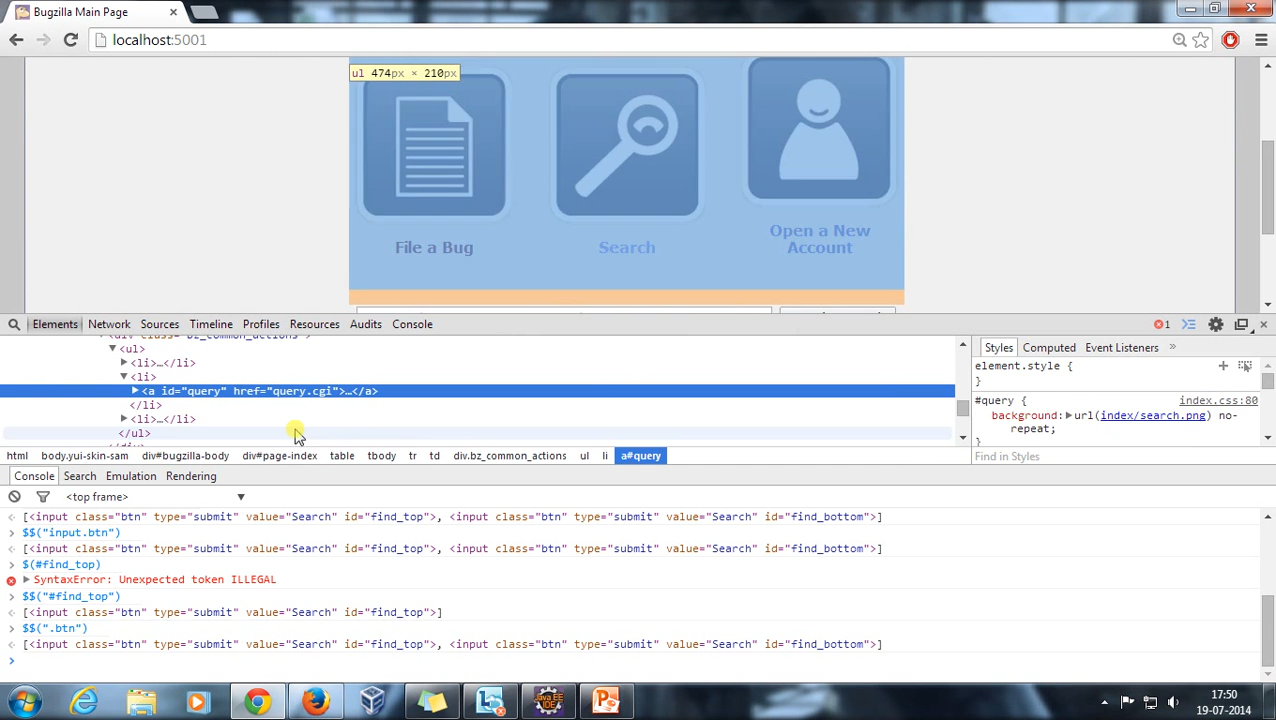 Bugzilla Main Page
localhost:5001
ul 474px × 210px
File a Bug
Search
Open a New
Account
Elements Network Sources Timeline Profiles Resources Audits Console 1
<ul class="bz_common_actions">
▼<ul>
▶<li>…</li>
▼<li>
▶<a id="query" href="query.cgi">…</a>
</li>
▶<li>…</li>
</ul>
</div>
html body.yui-skin-sam div#bugzilla-body div#page-index table tbody tr td div.bz_common_actions ul li a#query
Styles Computed Event Listeners »
element.style {
}
#query { index.css:80
background:▶url(index/search.png) no-
repeat;
}
Find in Styles
Console Search Emulation Rendering
<top frame> ▼
[<input class="btn" type="submit" value="Search" id="find_top">, <input class="btn" type="submit" value="Search" id="find_bottom">]
> $$("input.btn")
[<input class="btn" type="submit" value="Search" id="find_top">, <input class="btn" type="submit" value="Search" id="find_bottom">]
> $(#find_top)
▶SyntaxError: Unexpected token ILLEGAL
> $$("#find_top")
[<input class="btn" type="submit" value="Search" id="find_top">]
> $$(".btn")
[<input class="btn" type="submit" value="Search" id="find_top">, <input class="btn" type="submit" value="Search" id="find_bottom">]
>
Java EE
IDE
17:50
19-07-2014